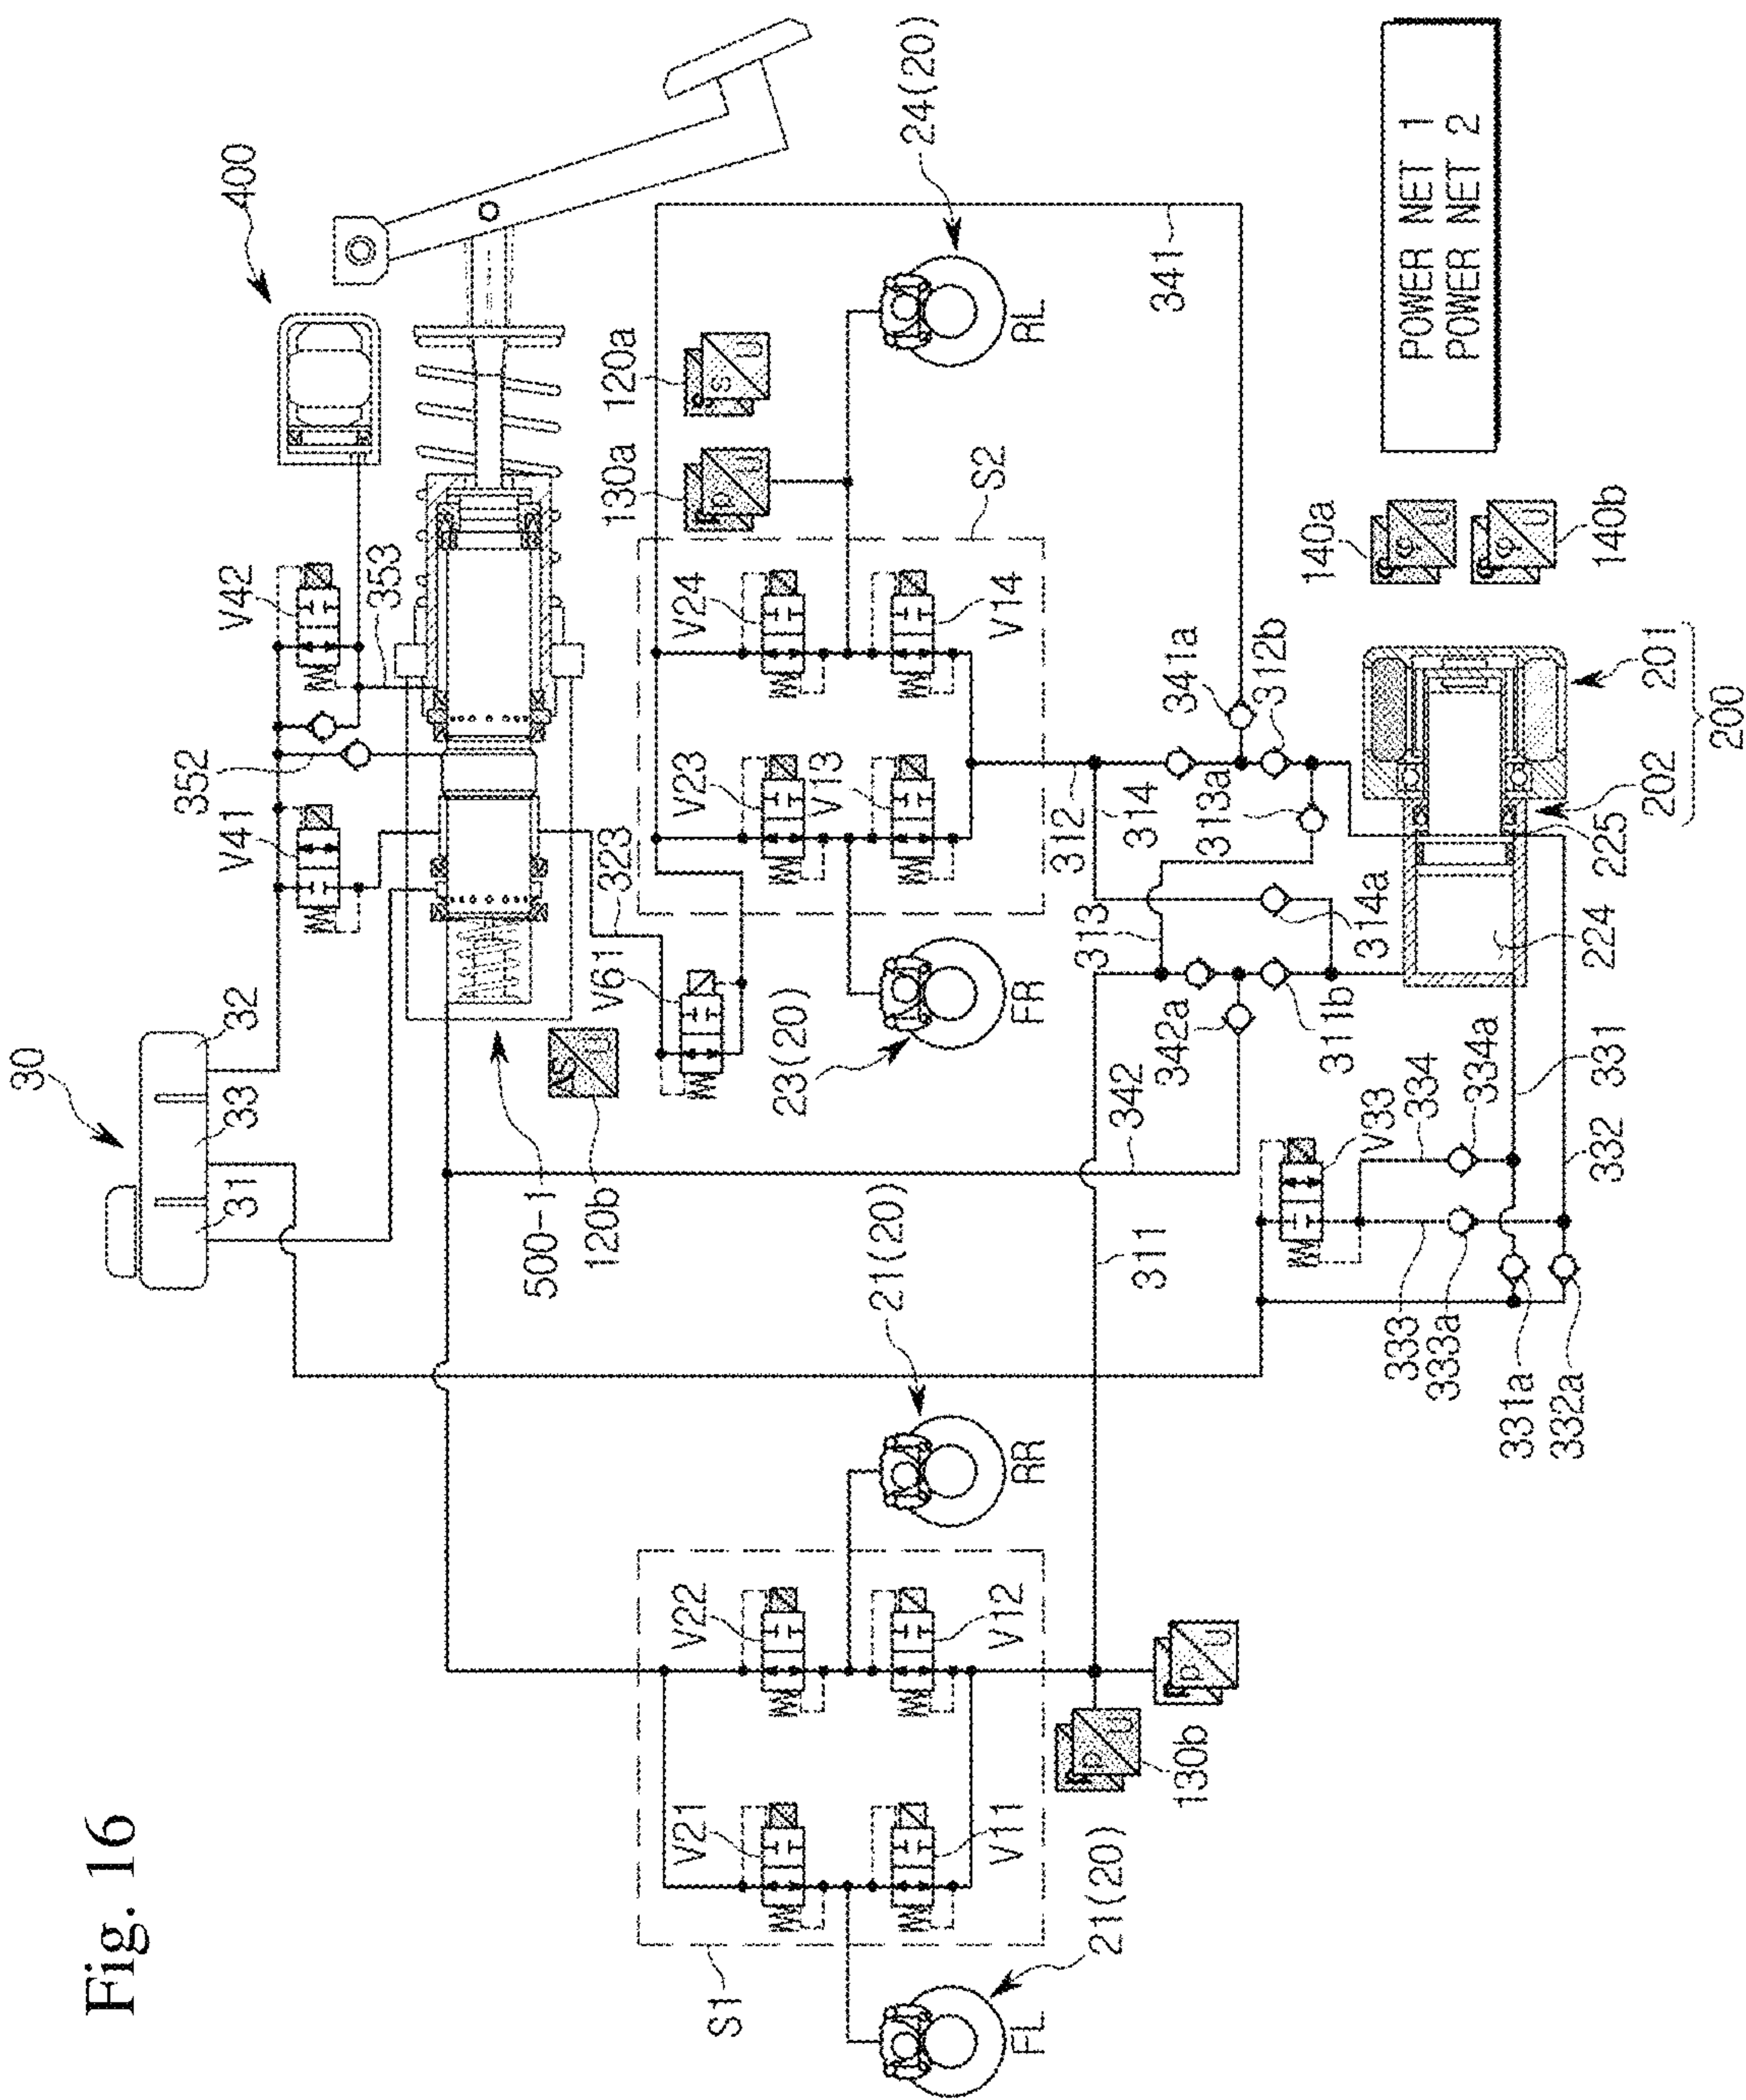 Fig. 16
30
31
33
32
400
V41
V42
352
353
500-1
120b
323
V61
130a
120a
S2
V23
V24
V13
V14
23(20)
FR
24(20)
RL
341
S1
V21
V22
V11
V12
21(20)
FL
21(20)
RR
130b
311
342
342a
311b
313
314a
312
314
313a
341a
312b
V33
334
334a
331
332
333
333a
331a
332a
224
225
202
201
200
140a
140b
POWER NET 1
POWER NET 2